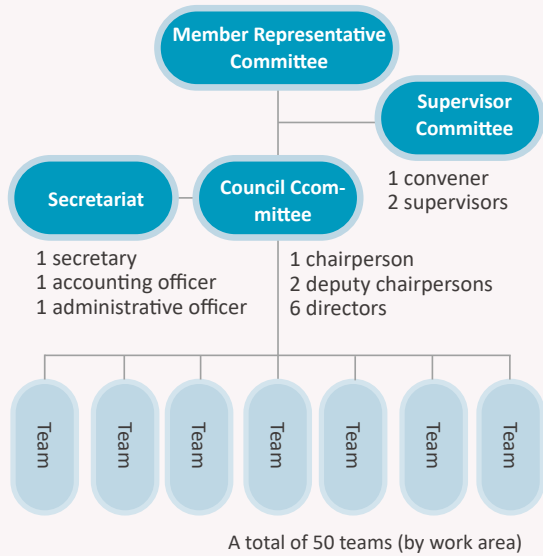 Member Representative
Committee
Supervisor
Committee
1 convener
2 supervisors
Secretariat
Council Ccom-
mittee
1 secretary
1 accounting officer
1 administrative officer
1 chairperson
2 deputy chairpersons
6 directors
Team
Team
Team
Team
Team
Team
Team
A total of 50 teams (by work area)